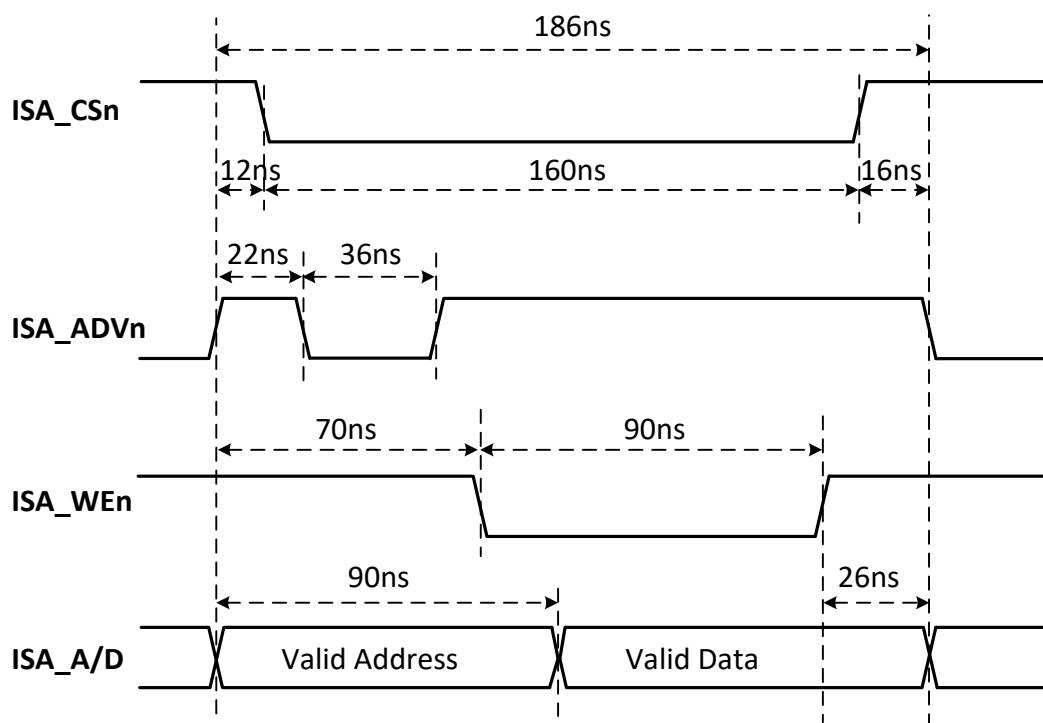 186ns
ISA_CSn
12ns 160ns 16ns
22ns 36ns
ISA_ADVn
70ns 90ns
ISA_WEn
90ns 26ns
ISA_A/D Valid Address Valid Data